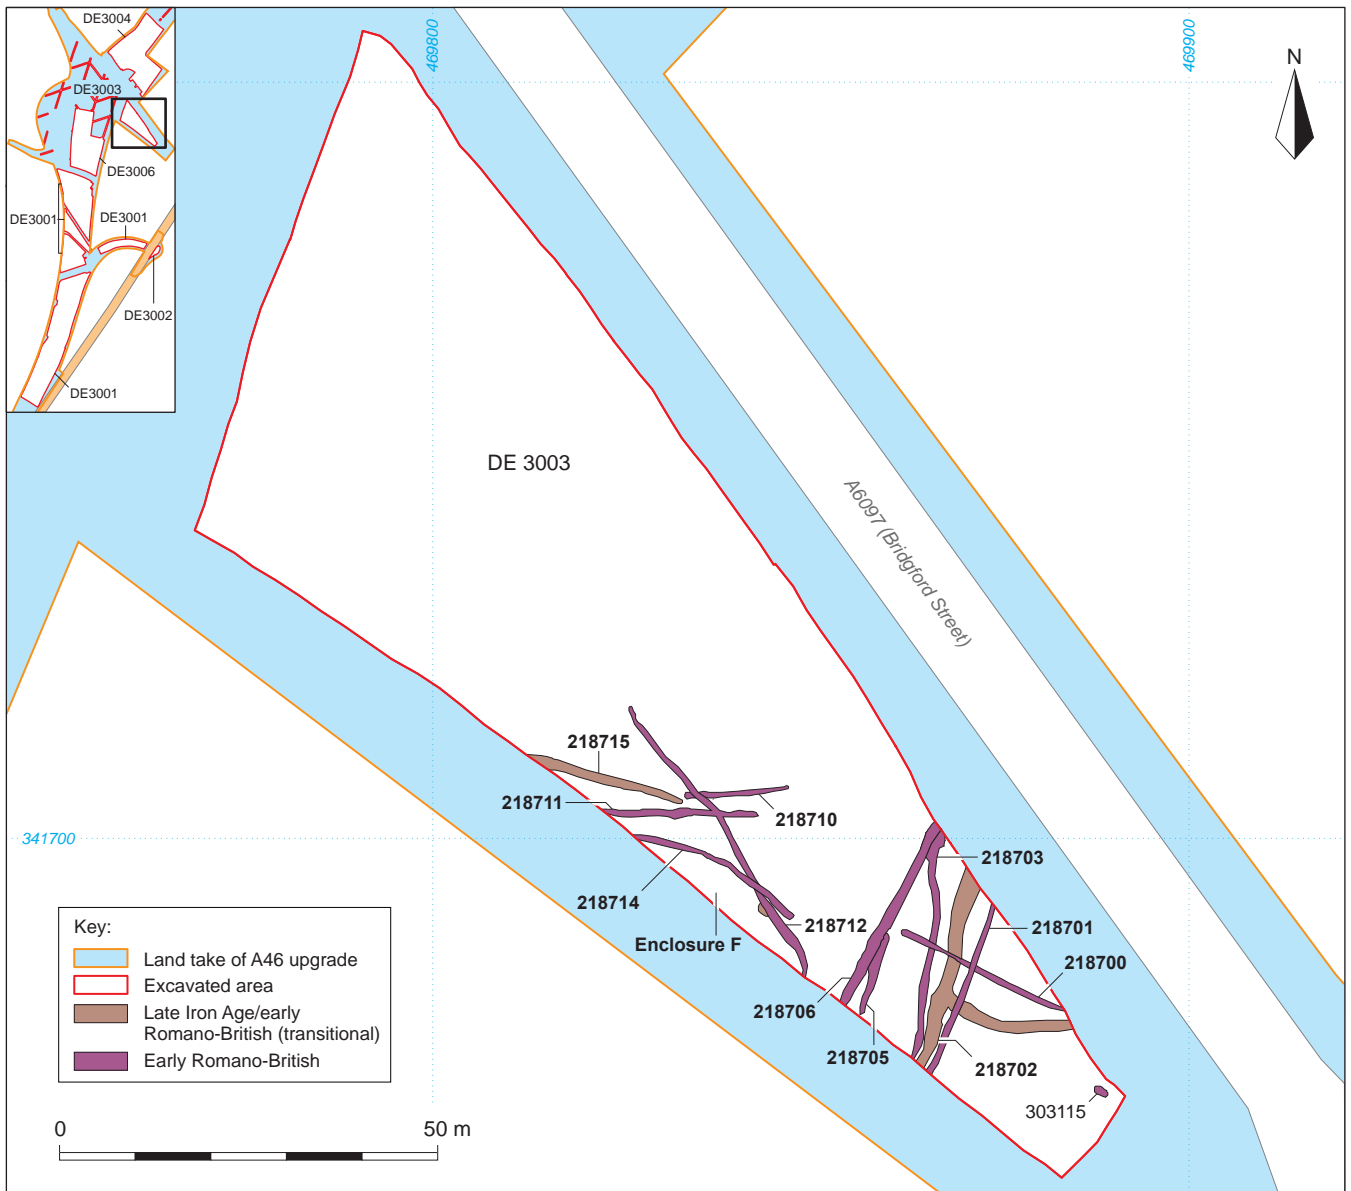 DE3004
DE3003
DE3006
DE3001
DE3001
DE3002
DE3001
469800
469900
N
DE 3003
A6097 (Bridgford Street)
218715
218711
218710
341700
218703
218714
218712
218701
Enclosure F
218700
218706
218705
218702
303115
Key:
Land take of A46 upgrade
Excavated area
Late Iron Age/early
Romano-British (transitional)
Early Romano-British
0
50 m